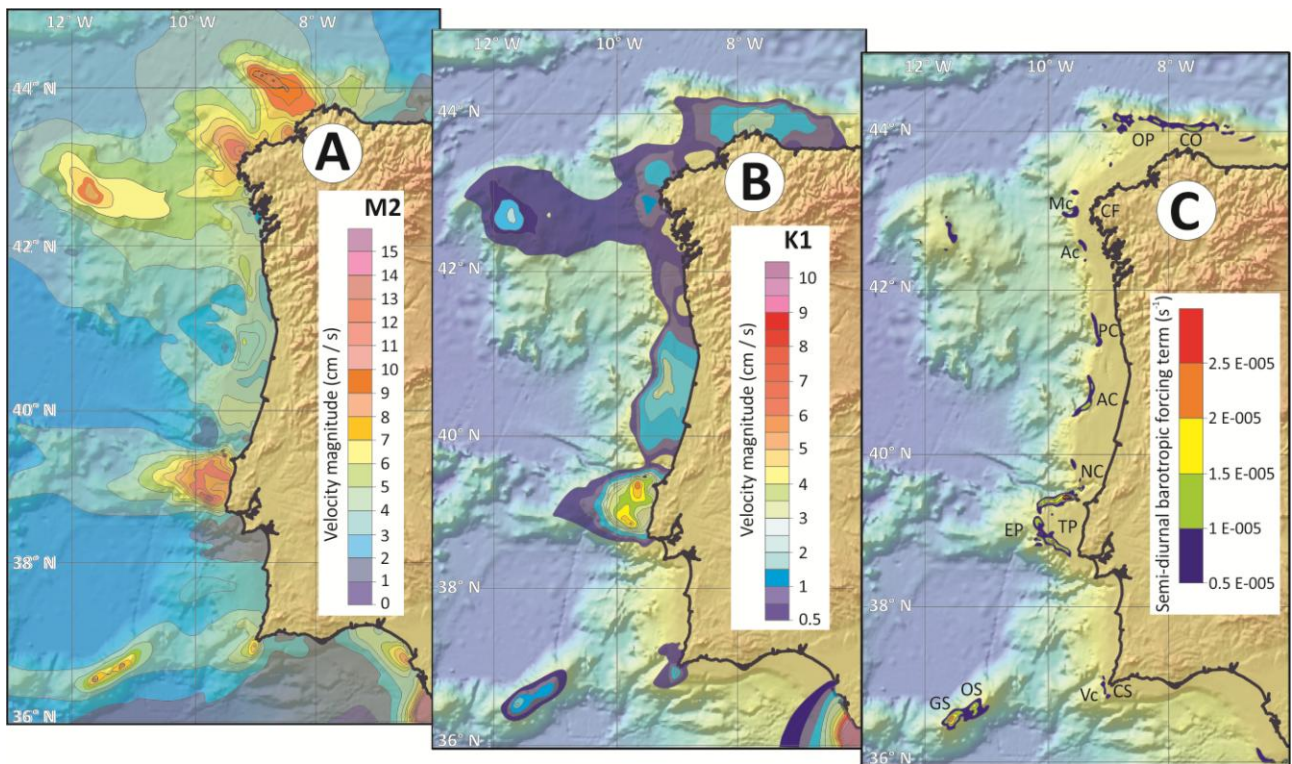 12° W 10° W 8° W
44° N
42° N
40° N
38° N
36° N
A
M2
Velocity magnitude (cm / s)
15
14
13
12
11
10
9
8
7
6
5
4
3
2
1
0
12° W 10° W 8° W
44° N
42° N
40° N
38° N
36° N
B
K1
Velocity magnitude (cm / s)
10
9
8
7
6
5
4
3
2
1
0.5
12° W 10° W 8° W
44° N
42° N
40° N
38° N
36° N
OP CO
Mc CF
Ac
PC
AC
NC
EP TP
GS OS
Vc CS
C
Semi-diurnal barotropic forcing term (s⁻¹)
2.5 E-005
2 E-005
1.5 E-005
1 E-005
0.5 E-005